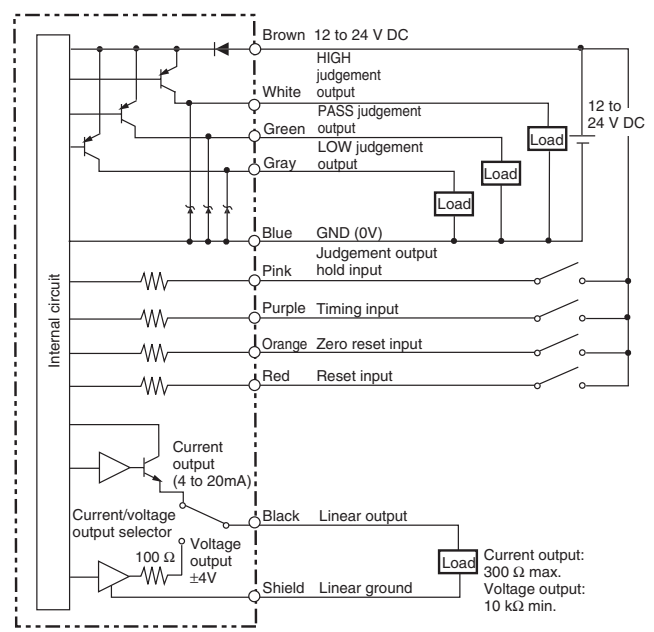 Brown 12 to 24 V DC
HIGH
judgement
output
White
PASS judgement
output
Green
LOW judgement
output
Gray
Load
Load
Load
12 to
24 V DC
Blue GND (0V)
Judgement output
hold input
Pink
Purple Timing input
Orange Zero reset input
Red Reset input
Internal circuit
Current
output
(4 to 20mA)
Current/voltage
output selector
Black Linear output
100 Ω
Voltage
output
±4V
Shield Linear ground
Load
Current output:
300 Ω max.
Voltage output:
10 kΩ min.